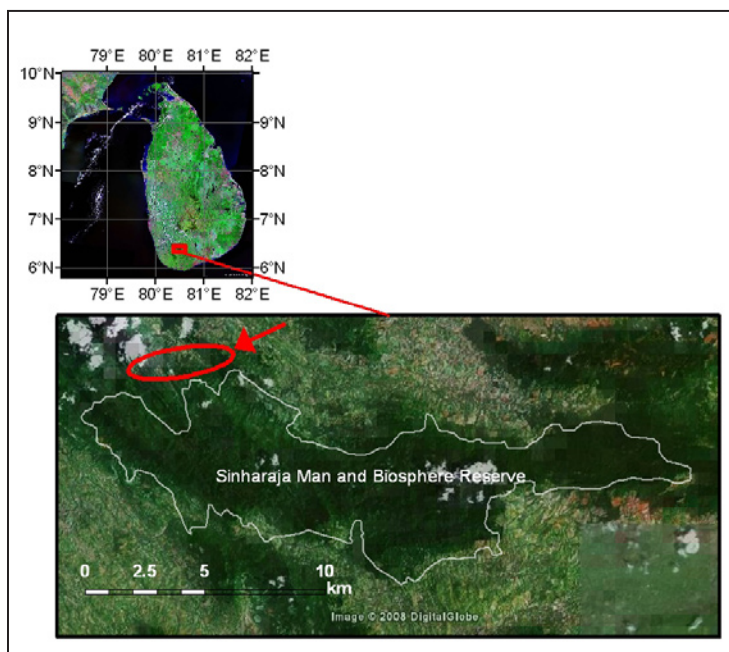 79°E 80°E 81°E 82°E
10°N 10°N
9°N 9°N
8°N 8°N
7°N 7°N
6°N 6°N
79°E 80°E 81°E 82°E
Sinharaja Man and Biosphere Reserve
0 2.5 5 10
km
Image © 2008 DigitalGlobe